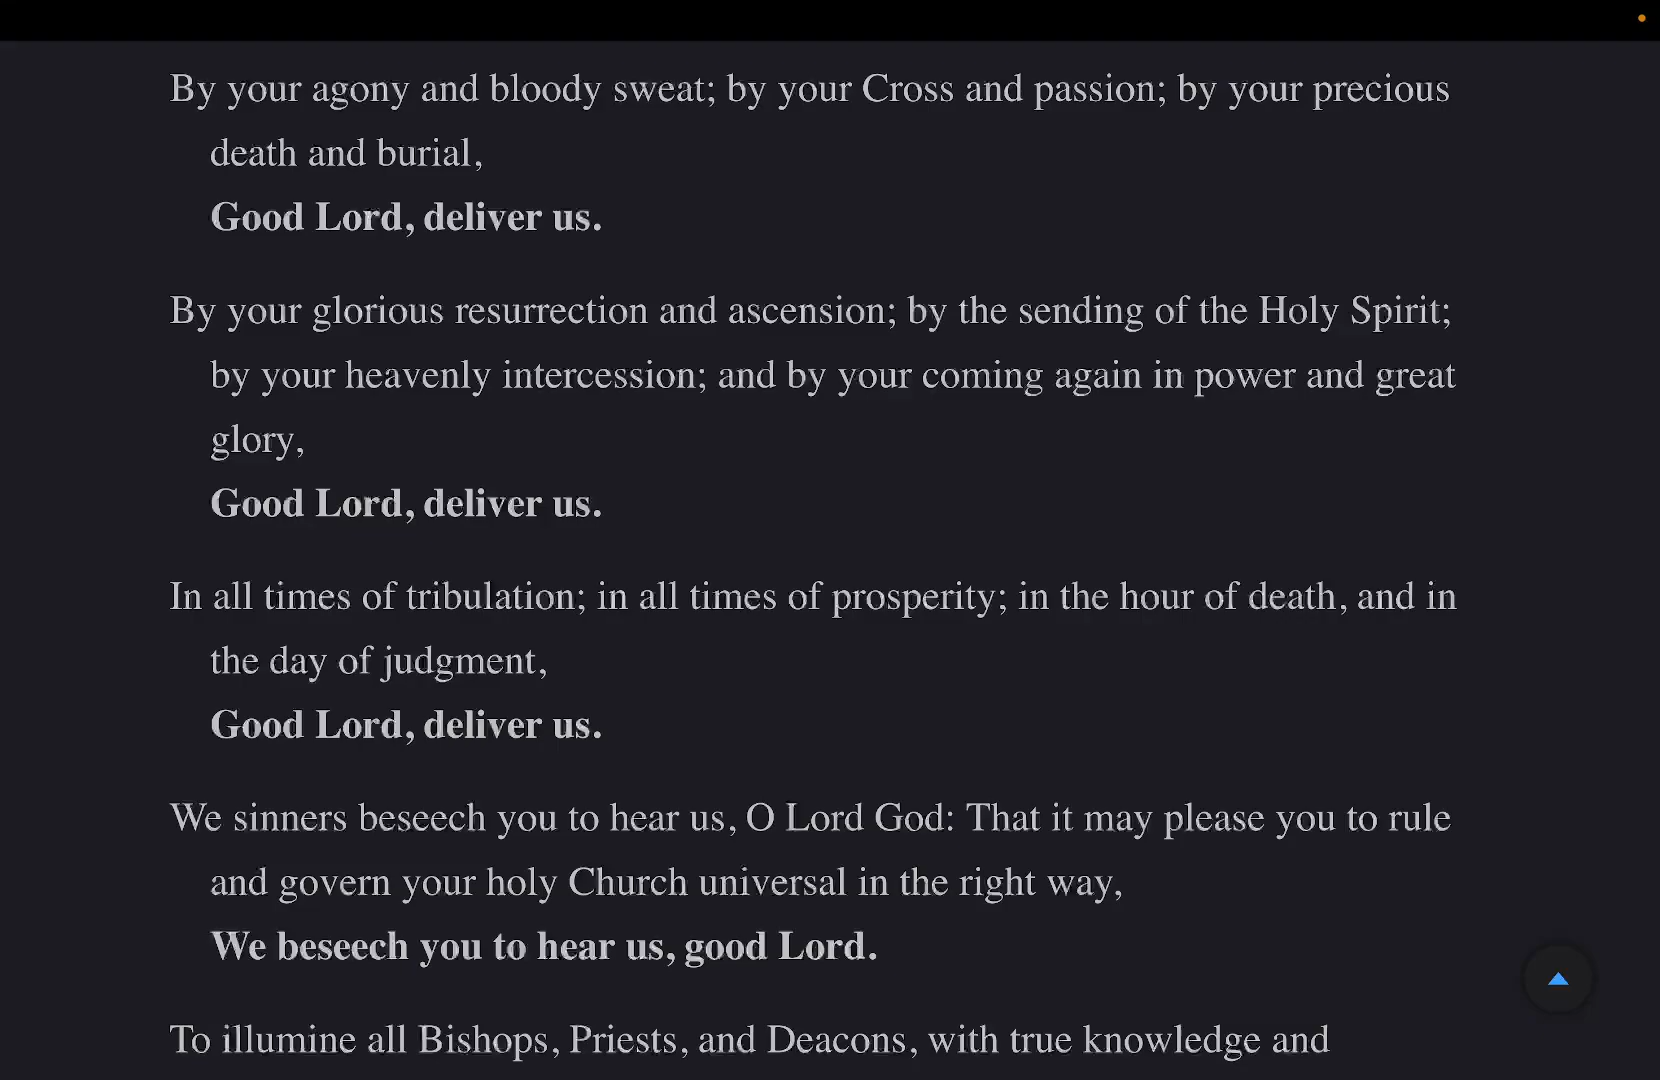 By your agony and bloody sweat; by your Cross and passion; by your precious
death and burial,
Good Lord, deliver us.
By your glorious resurrection and ascension; by the sending of the Holy Spirit;
by your heavenly intercession; and by your coming again in power and great
glory,
Good Lord, deliver us.
In all times of tribulation; in all times of prosperity; in the hour of death, and in
the day of judgment,
Good Lord, deliver us.
We sinners beseech you to hear us, O Lord God: That it may please you to rule
and govern your holy Church universal in the right way,
We beseech you to hear us, good Lord.
To illumine all Bishops, Priests, and Deacons, with true knowledge and